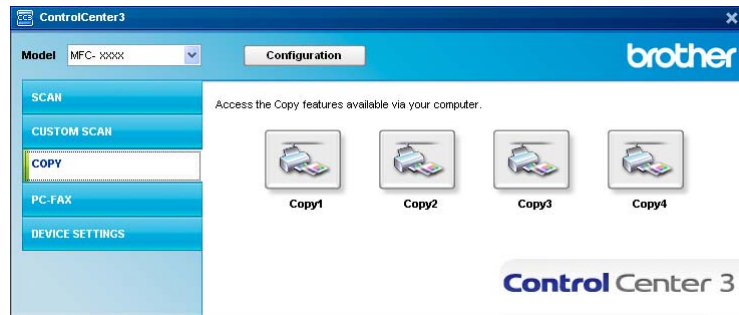 ControlCenter3
Model MFC- XXXX Configuration brother
SCAN
CUSTOM SCAN
COPY
PC-FAX
DEVICE SETTINGS
Access the Copy features available via your computer.
Copy1 Copy2 Copy3 Copy4
Control Center 3